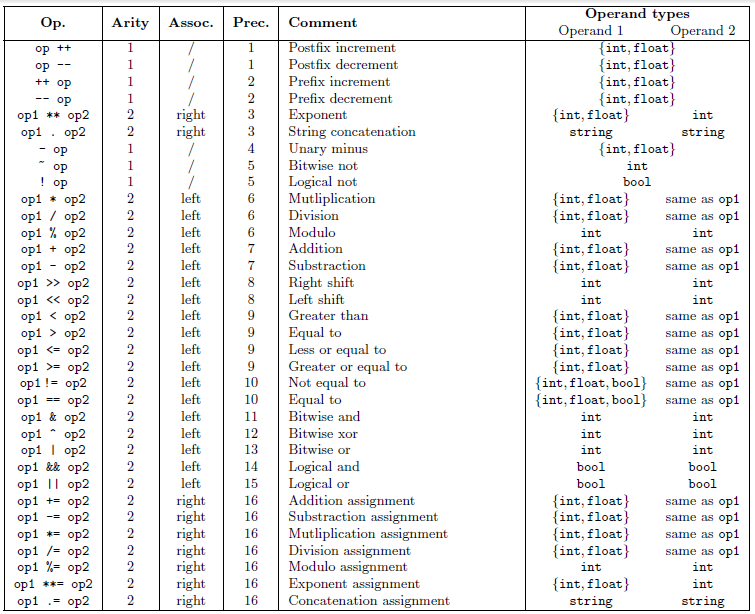 Op. Arity Assoc. Prec. Comment Operand types
Operand 1 Operand 2
op ++ 1 / 1 Postfix increment {int,float}
op -- 1 / 1 Postfix decrement {int,float}
++ op 1 / 2 Prefix increment {int,float}
-- op 1 / 2 Prefix decrement {int,float}
op1 ** op2 2 right 3 Exponent {int,float} int
op1 . op2 2 right 3 String concatenation string string
- op 1 / 4 Unary minus {int,float}
~ op 1 / 5 Bitwise not int
! op 1 / 5 Logical not bool
op1 * op2 2 left 6 Mutliplication {int,float} same as op1
op1 / op2 2 left 6 Division {int,float} same as op1
op1 % op2 2 left 6 Modulo int int
op1 + op2 2 left 7 Addition {int,float} same as op1
op1 - op2 2 left 7 Substraction {int,float} same as op1
op1 >> op2 2 left 8 Right shift int int
op1 << op2 2 left 8 Left shift int int
op1 < op2 2 left 9 Greater than {int,float} same as op1
op1 > op2 2 left 9 Equal to {int,float} same as op1
op1 <= op2 2 left 9 Less or equal to {int,float} same as op1
op1 >= op2 2 left 9 Greater or equal to {int,float} same as op1
op1 != op2 2 left 10 Not equal to {int,float,bool} same as op1
op1 == op2 2 left 10 Equal to {int,float,bool} same as op1
op1 & op2 2 left 11 Bitwise and int int
op1 ^ op2 2 left 12 Bitwise xor int int
op1 | op2 2 left 13 Bitwise or int int
op1 && op2 2 left 14 Logical and bool bool
op1 || op2 2 left 15 Logical or bool bool
op1 += op2 2 right 16 Addition assignment {int,float} same as op1
op1 -= op2 2 right 16 Substraction assignment {int,float} same as op1
op1 *= op2 2 right 16 Mutliplication assignment {int,float} same as op1
op1 /= op2 2 right 16 Division assignment {int,float} same as op1
op1 %= op2 2 right 16 Modulo assignment int int
op1 **= op2 2 right 16 Exponent assignment {int,float} int
op1 .= op2 2 right 16 Concatenation assignment string string